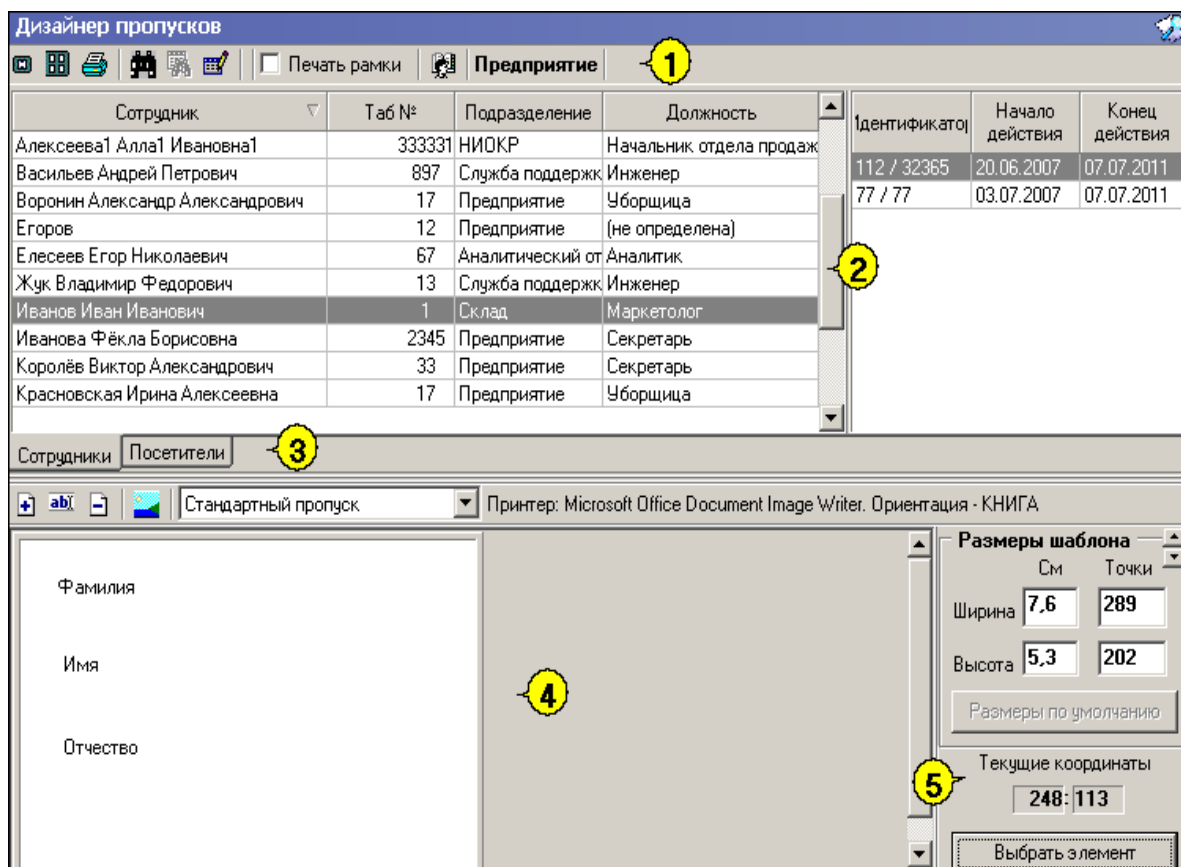 Дизайнер пропусков
Печать рамки Предприятие 1
Сотрудник Таб № Подразделение Должность
Алексеева1 Алла1 Ивановна1 333331 НИОКР Начальник отдела продаж
Васильев Андрей Петрович 897 Служба поддержк Инженер
Воронин Александр Александрович 17 Предприятие Уборщица
Егоров 12 Предприятие (не определена)
Елесеев Егор Николаевич 67 Аналитический от Аналитик
Жук Владимир Федорович 13 Служба поддержк Инженер
Иванов Иван Иванович 1 Склад Маркетолог
Иванова Фёкла Борисовна 2345 Предприятие Секретарь
Королёв Виктор Александрович 33 Предприятие Секретарь
Красновская Ирина Алексеевна 17 Предприятие Уборщица
Идентификатор Начало действия Конец действия
112 / 32365 20.06.2007 07.07.2011
77 / 77 03.07.2007 07.07.2011
2
Сотрудники Посетители 3
abl Стандартный пропуск Принтер: Microsoft Office Document Image Writer. Ориентация - КНИГА
Фамилия
Имя
Отчество
4
Размеры шаблона
См Точки
Ширина 7,6 289
Высота 5,3 202
Размеры по умолчанию
Текущие координаты
5
248: 113
Выбрать элемент